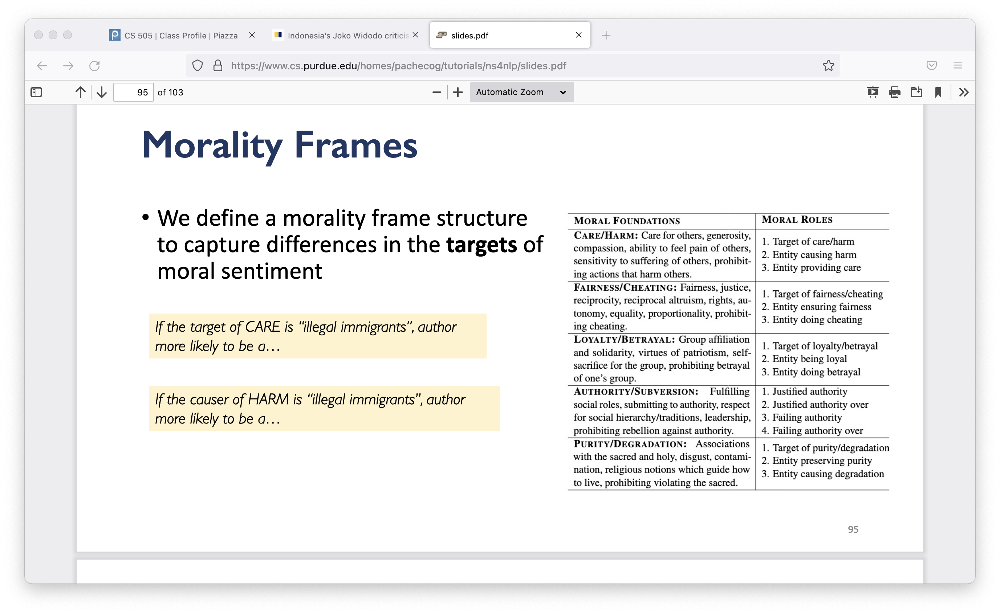 CS 505 | Class Profile | Piazza
Indonesia's Joko Widodo criticis
slides.pdf
https://www.cs.purdue.edu/homes/pachecog/tutorials/ns4nlp/slides.pdf
95 of 103
Automatic Zoom
Morality Frames
• We define a morality frame structure
to capture differences in the targets of
moral sentiment
If the target of CARE is “illegal immigrants”, author
more likely to be a…
If the causer of HARM is “illegal immigrants”, author
more likely to be a…
MORAL FOUNDATIONS
MORAL ROLES
CARE/HARM: Care for others, generosity,
compassion, ability to feel pain of others,
sensitivity to suffering of others, prohibit-
ing actions that harm others.
1. Target of care/harm
2. Entity causing harm
3. Entity providing care
FAIRNESS/CHEATING: Fairness, justice,
reciprocity, reciprocal altruism, rights, au-
tonomy, equality, proportionality, prohibit-
ing cheating.
1. Target of fairness/cheating
2. Entity ensuring fairness
3. Entity doing cheating
LOYALTY/BETRAYAL: Group affiliation
and solidarity, virtues of patriotism, self-
sacrifice for the group, prohibiting betrayal
of one’s group.
1. Target of loyalty/betrayal
2. Entity being loyal
3. Entity doing betrayal
AUTHORITY/SUBVERSION: Fulfilling
social roles, submitting to authority, respect
for social hierarchy/traditions, leadership,
prohibiting rebellion against authority.
1. Justified authority
2. Justified authority over
3. Failing authority
4. Failing authority over
PURITY/DEGRADATION: Associations
with the sacred and holy, disgust, contami-
nation, religious notions which guide how
to live, prohibiting violating the sacred.
1. Target of purity/degradation
2. Entity preserving purity
3. Entity causing degradation
95